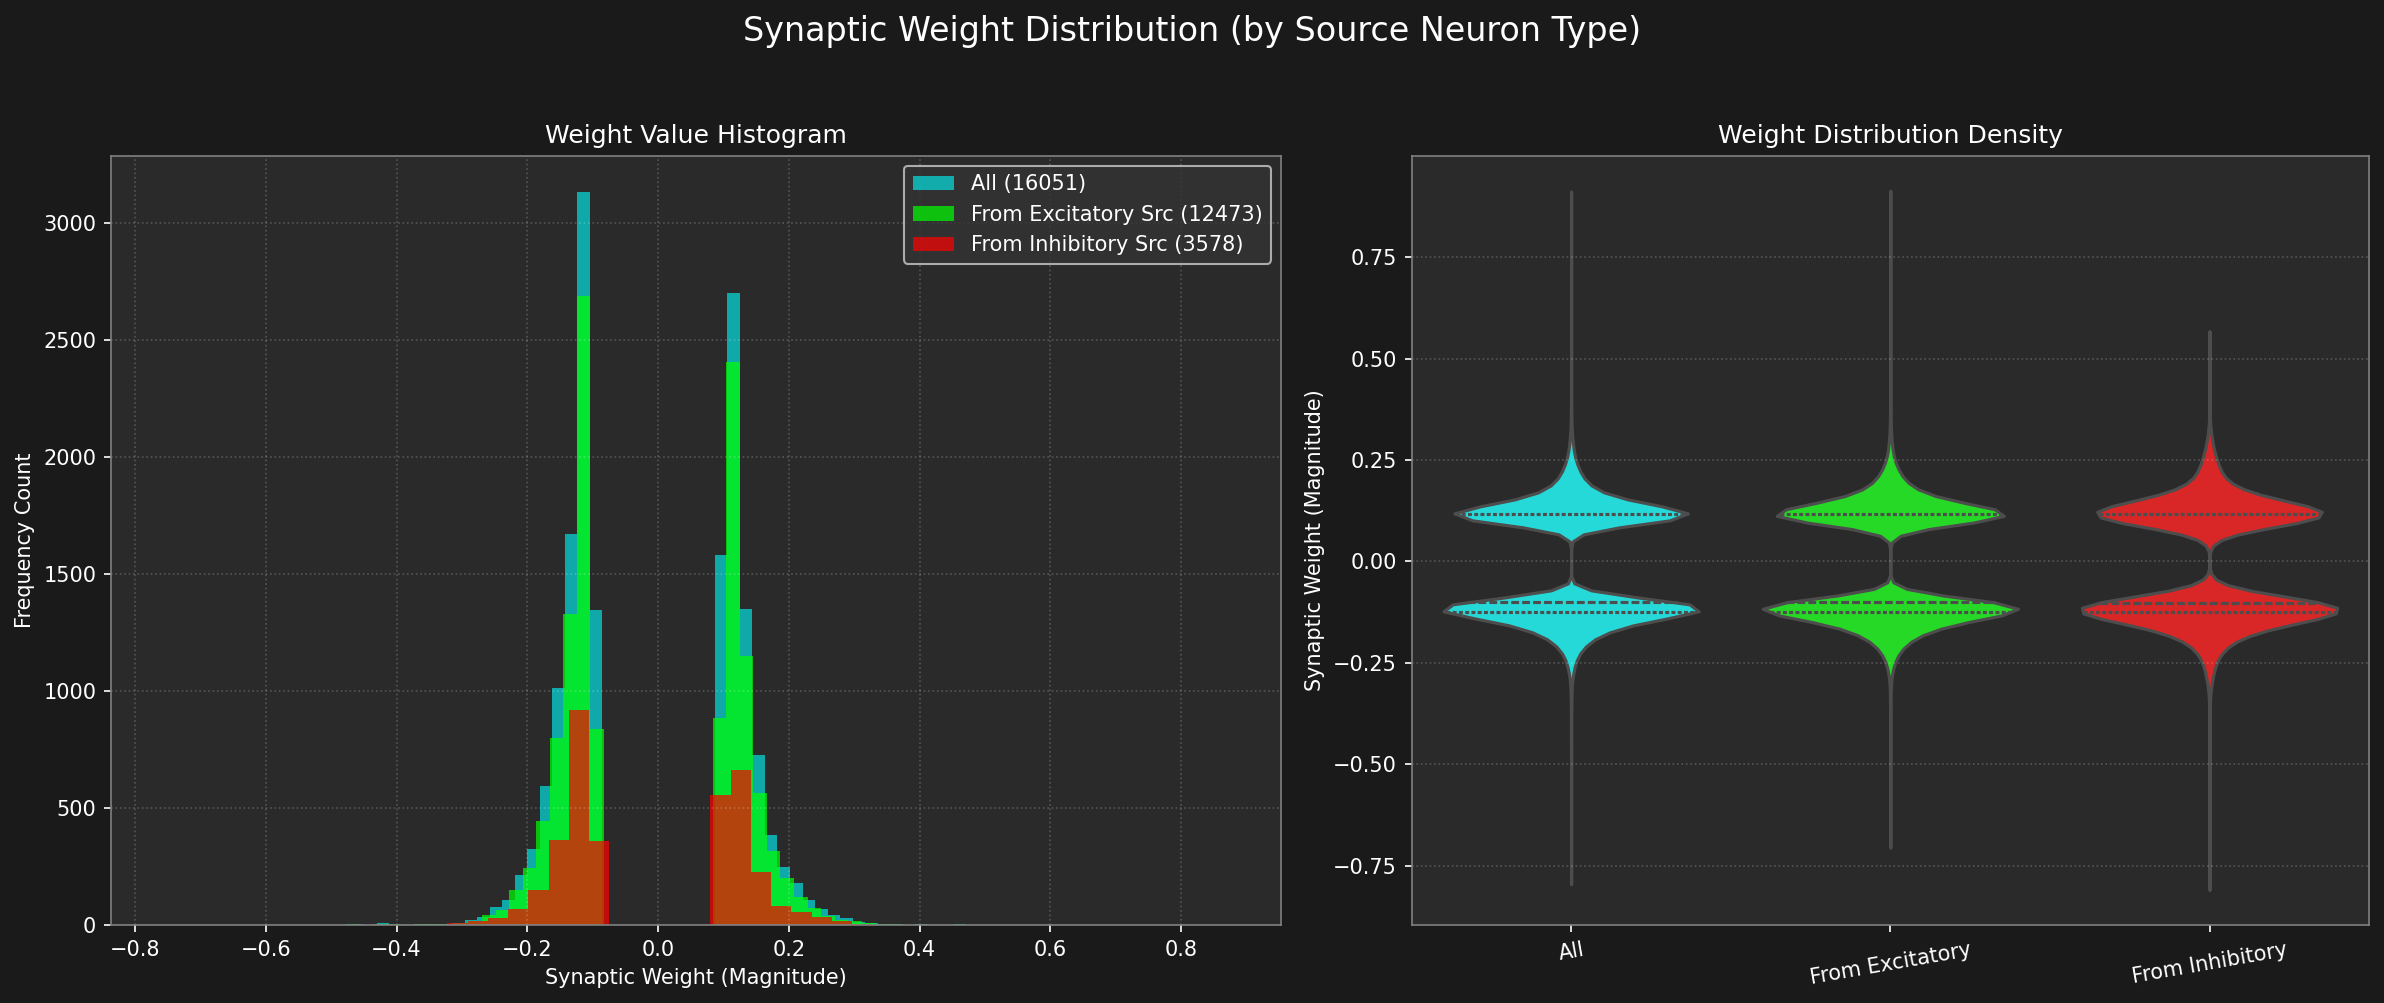 Synaptic Weight Distribution (by Source Neuron Type)
Weight Value Histogram
Frequency Count
3000
2500
2000
1500
1000
500
0
−0.8 −0.6 −0.4 −0.2 0.0 0.2 0.4 0.6 0.8
Synaptic Weight (Magnitude)
All (16051)
From Excitatory Src (12473)
From Inhibitory Src (3578)
Weight Distribution Density
Synaptic Weight (Magnitude)
0.75
0.50
0.25
0.00
−0.25
−0.50
−0.75
All From Excitatory From Inhibitory